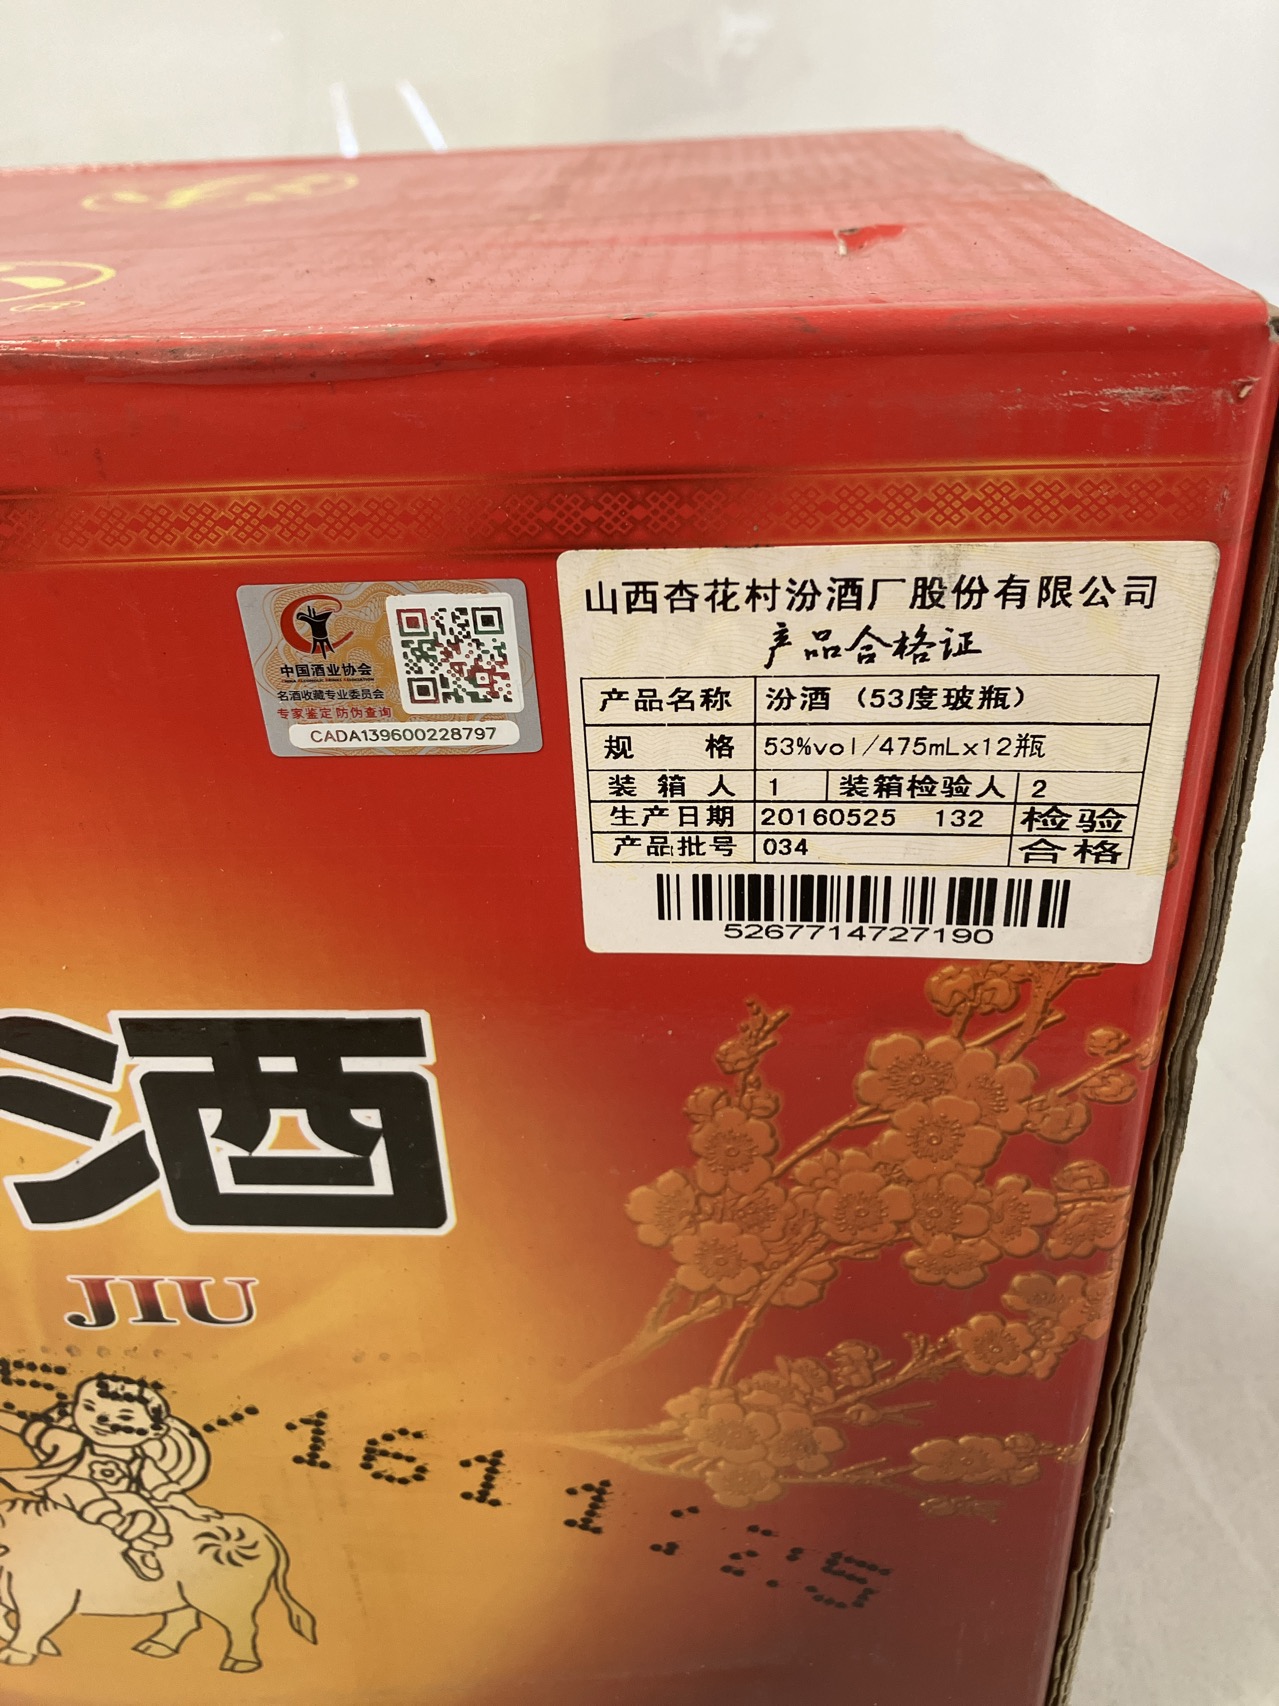 中国酒业协会
CHINA ALCOHOLIC DRINKS ASSOCIATION
名酒收藏专业委员会
专家鉴定 防伪查询
CADA139600228797
山西杏花村汾酒厂股份有限公司
产品合格证
产品名称 汾酒（53度玻瓶）
规 格 53%vol/475mLx12瓶
装 箱 人 1 装箱检验人 2
生产日期 20160525 132 检验
产品批号 034 合格
5267714727190
酒
JIU